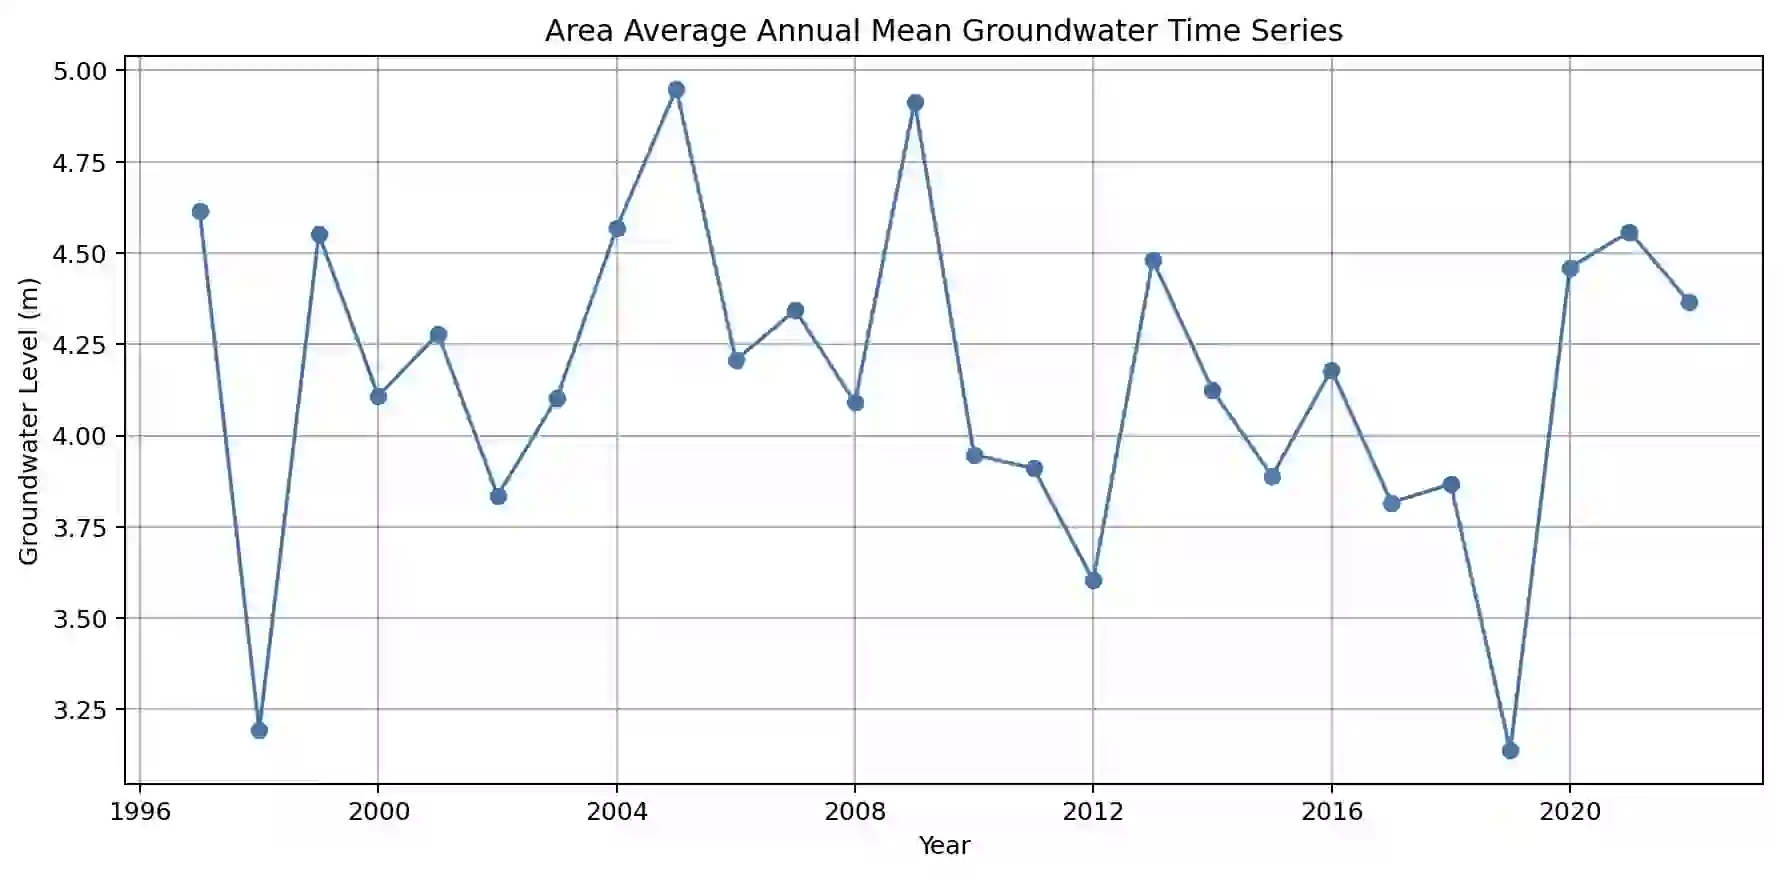 Area Average Annual Mean Groundwater Time Series
Groundwater Level (m)
5.00
4.75
4.50
4.25
4.00
3.75
3.50
3.25
1996 2000 2004 2008 2012 2016 2020
Year